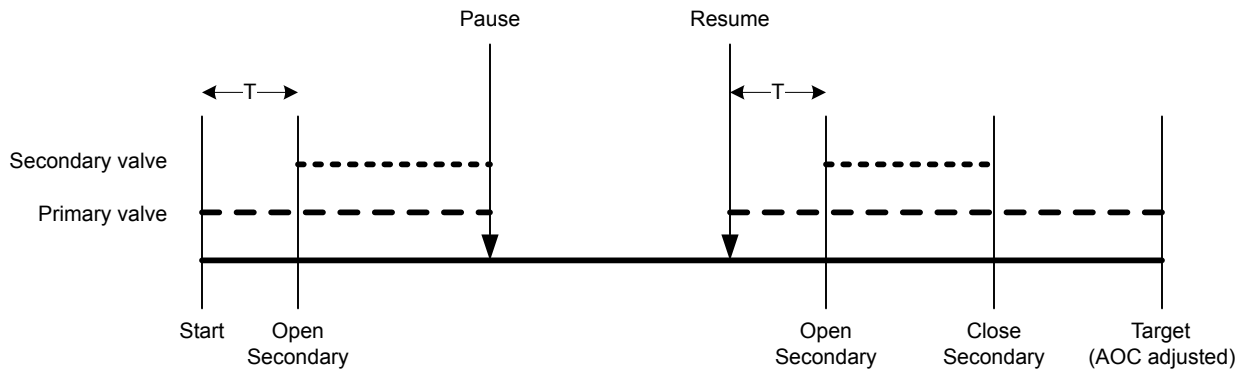 Pause
Resume
T
T
Secondary valve
Primary valve
Start
Open
Secondary
Open
Secondary
Close
Secondary
Target
(AOC adjusted)